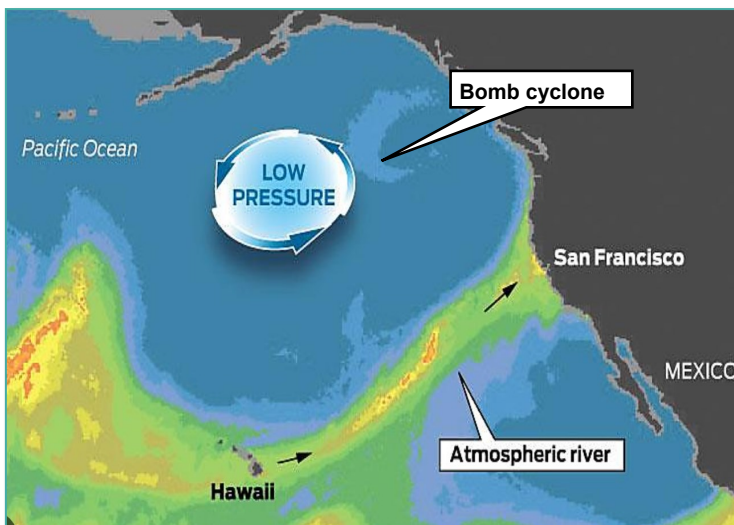 Bomb cyclone
Pacific Ocean
LOW
PRESSURE
San Francisco
MEXICO
Atmospheric river
Hawaii